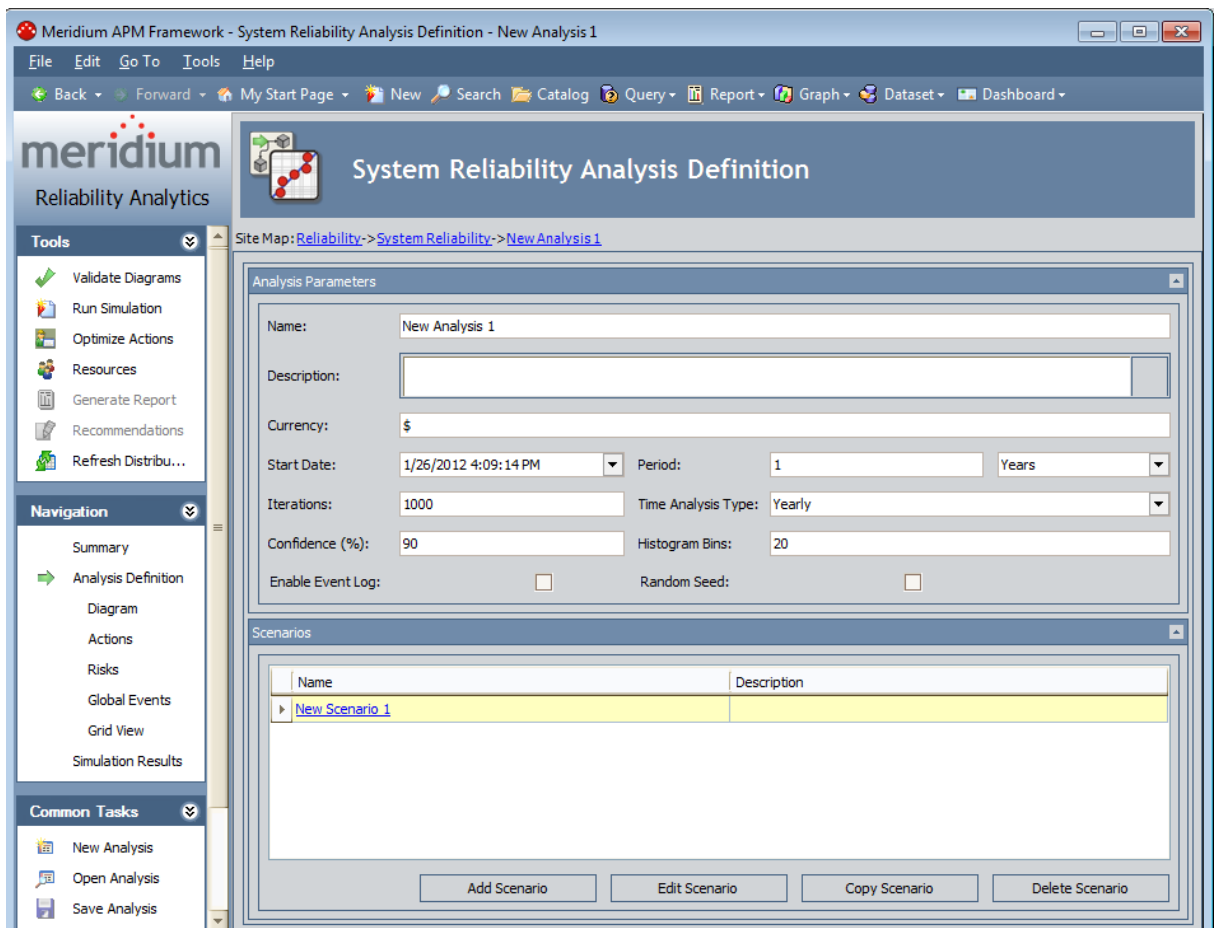 Meridium APM Framework - System Reliability Analysis Definition - New Analysis 1
File Edit Go To Tools Help
Back Forward My Start Page New Search Catalog Query Report Graph Dataset Dashboard
meridium
Reliability Analytics
System Reliability Analysis Definition
Site Map: Reliability->System Reliability->New Analysis 1
Tools
Validate Diagrams
Run Simulation
Optimize Actions
Resources
Generate Report
Recommendations
Refresh Distribu...
Navigation
Summary
Analysis Definition
Diagram
Actions
Risks
Global Events
Grid View
Simulation Results
Common Tasks
New Analysis
Open Analysis
Save Analysis
Analysis Parameters
Name: New Analysis 1
Description:
Currency: $
Start Date: 1/26/2012 4:09:14 PM Period: 1 Years
Iterations: 1000 Time Analysis Type: Yearly
Confidence (%): 90 Histogram Bins: 20
Enable Event Log: Random Seed:
Scenarios
Name Description
New Scenario 1
Add Scenario Edit Scenario Copy Scenario Delete Scenario